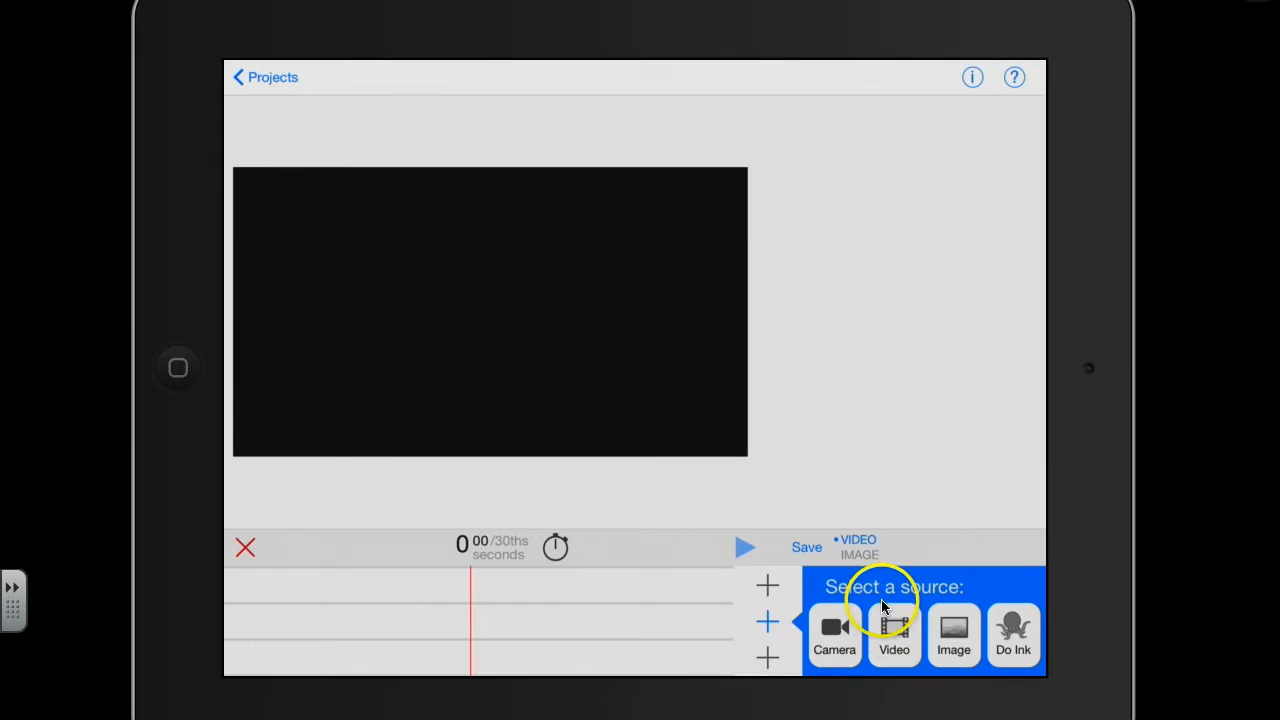 Projects
i
?
0 00/30ths
seconds
Save
• VIDEO
IMAGE
Select a source:
Camera
Video
Image
Do Ink